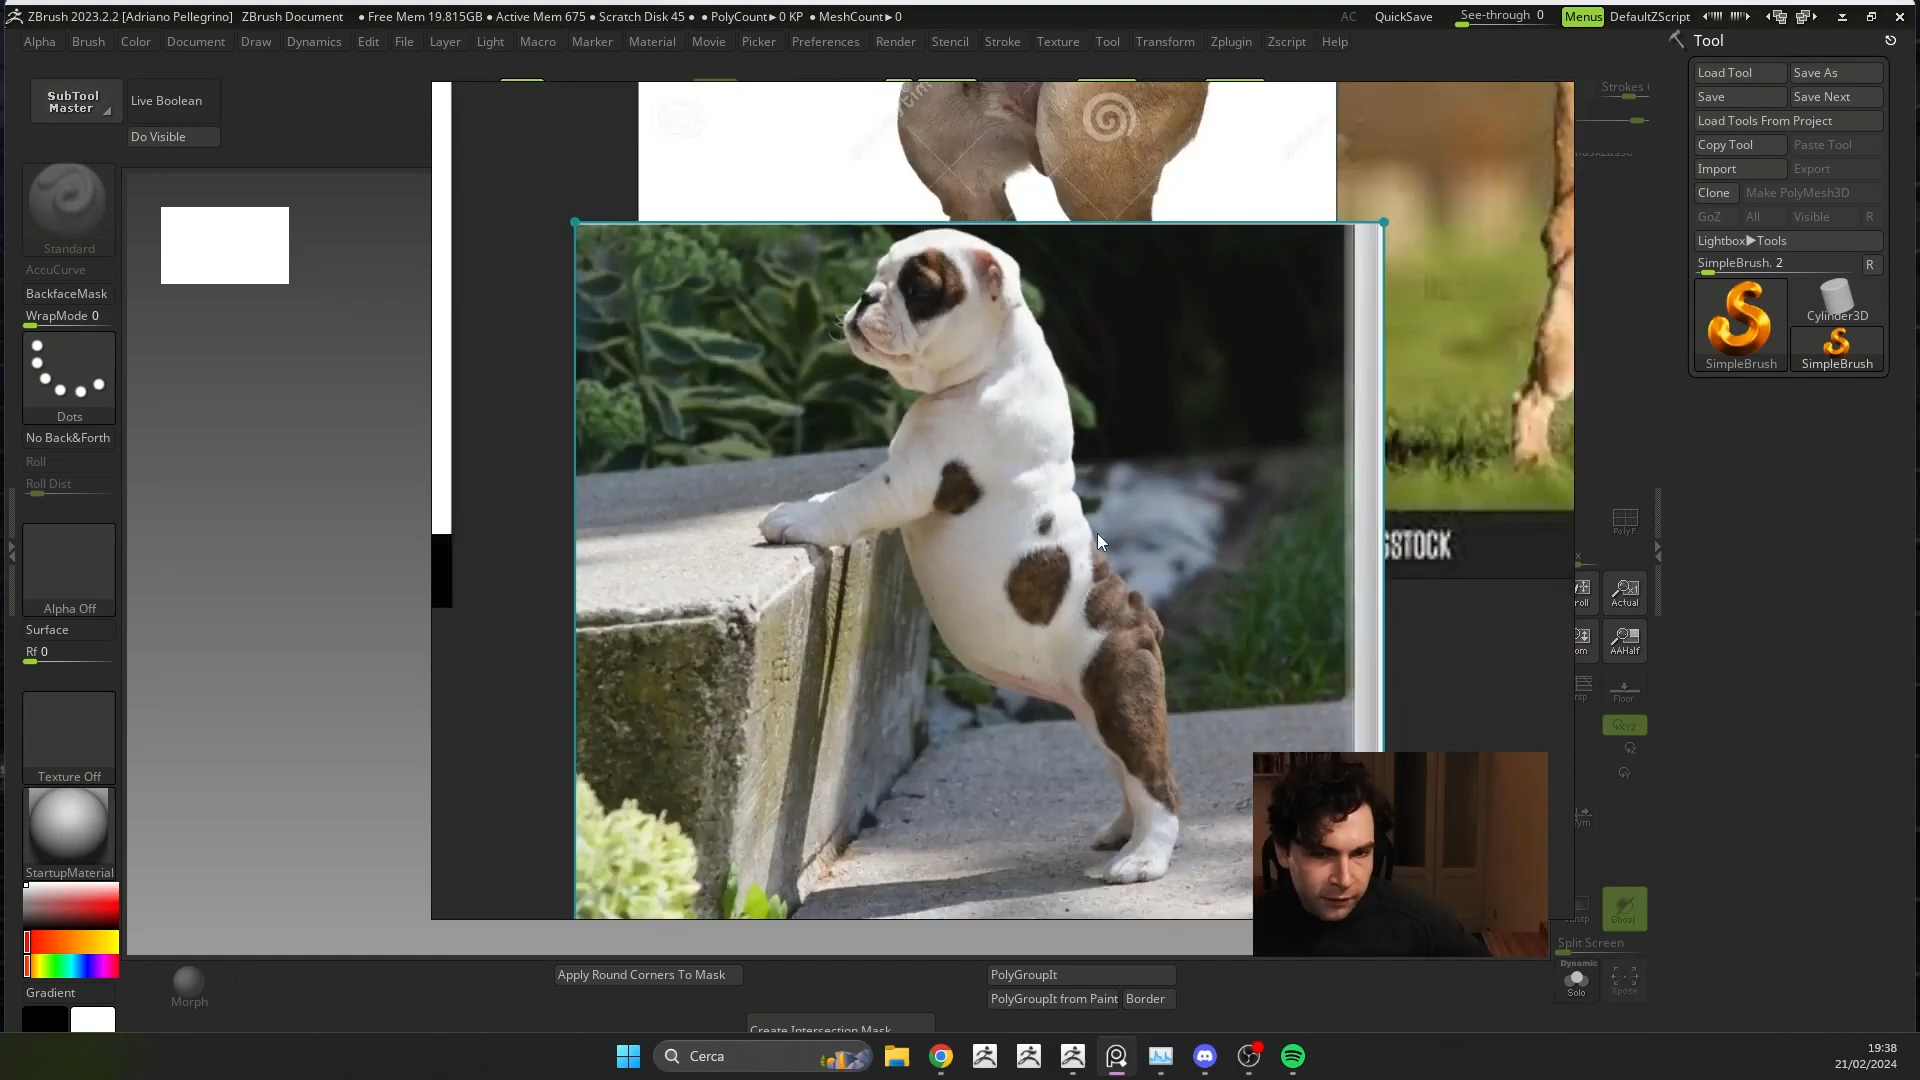 ZBrush 2023.2.2 [Adriano Pellegrino] ZBrush Document ● Free Mem 19.815GB ● Active Mem 675 ● Scratch Disk 45 ● ● PolyCount► 0 KP ● MeshCount► 0 AC QuickSave See-through 0 Menus DefaultZScript
Alpha Brush Color Document Draw Dynamics Edit File Layer Light Macro Marker Material Movie Picker Preferences Render Stencil Stroke Texture Tool Transform Zplugin Zscript Help
Tool
Load Tool Save As
Save Save Next
Load Tools From Project
Copy Tool Paste Tool
Import Export
Clone Make PolyMesh3D
GoZ All Visible R
Lightbox►Tools
SimpleBrush. 2 R
Cylinder3D
SimpleBrush SimpleBrush
SubTool Master
Live Boolean
Do Visible
Strokes
Standard
AccuCurve
BackfaceMask
WrapMode 0
Dots
No Back&Forth
Roll
Roll Dist
Alpha Off
Surface
Rf 0
Texture Off
StartupMaterial
Gradient
Morph
GSSTOCK
PolyF
Actual
AAHalf
Floor
XYZ
Ghost
Split Screen
Dynamic
Solo
Xpose
Apply Round Corners To Mask
PolyGroupIt
PolyGroupIt from Paint Border
Create Intersection Mask
Cerca
19:38
21/02/2024